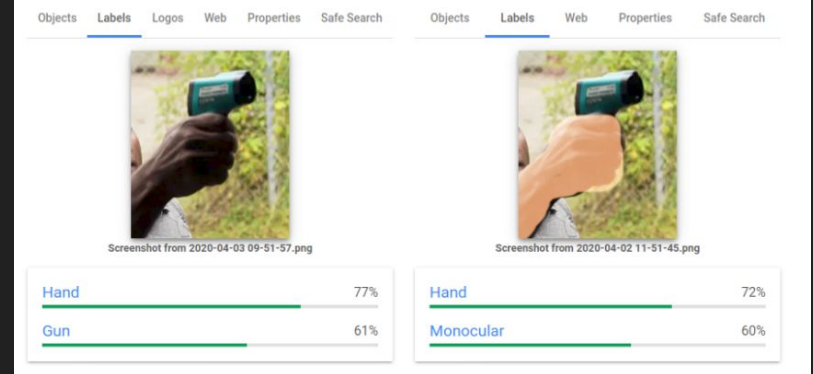 Objects Labels Logos Web Properties Safe Search
Screenshot from 2020-04-03 09-51-57.png
Hand 77%
Gun 61%
Objects Labels Web Properties Safe Search
Screenshot from 2020-04-02 11-51-45.png
Hand 72%
Monocular 60%